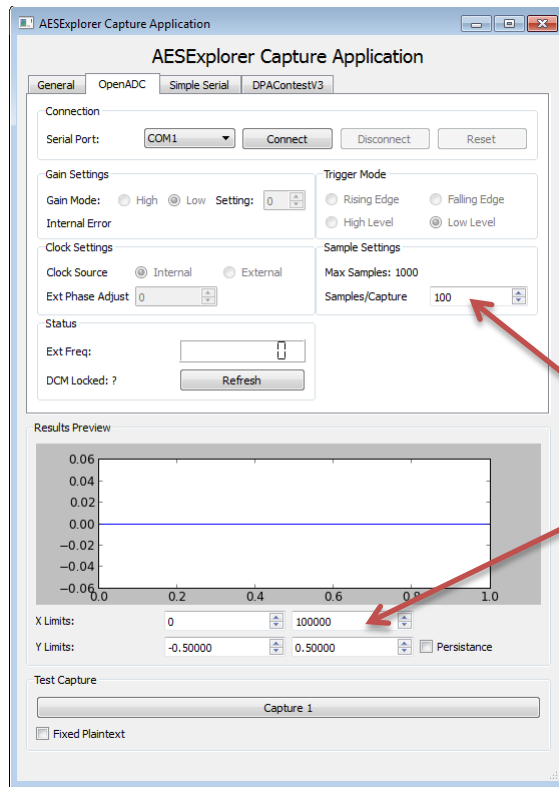 AESExplorer Capture Application
AESExplorer Capture Application
General OpenADC Simple Serial DPAContestV3
Connection
Serial Port: COM1 Connect Disconnect Reset
Gain Settings Trigger Mode
Gain Mode: High Low Setting: 0 Rising Edge Falling Edge
Internal Error High Level Low Level
Clock Settings Sample Settings
Clock Source Internal External Max Samples: 1000
Ext Phase Adjust 0 Samples/Capture 100
Status
Ext Freq: 0
DCM Locked: ? Refresh
Results Preview
0.06
0.04
0.02
0.00
−0.02
−0.04
−0.06
0.0 0.2 0.4 0.6 0.8 1.0
X Limits: 0 100000
Y Limits: -0.50000 0.50000 Persistance
Test Capture
Capture 1
Fixed Plaintext